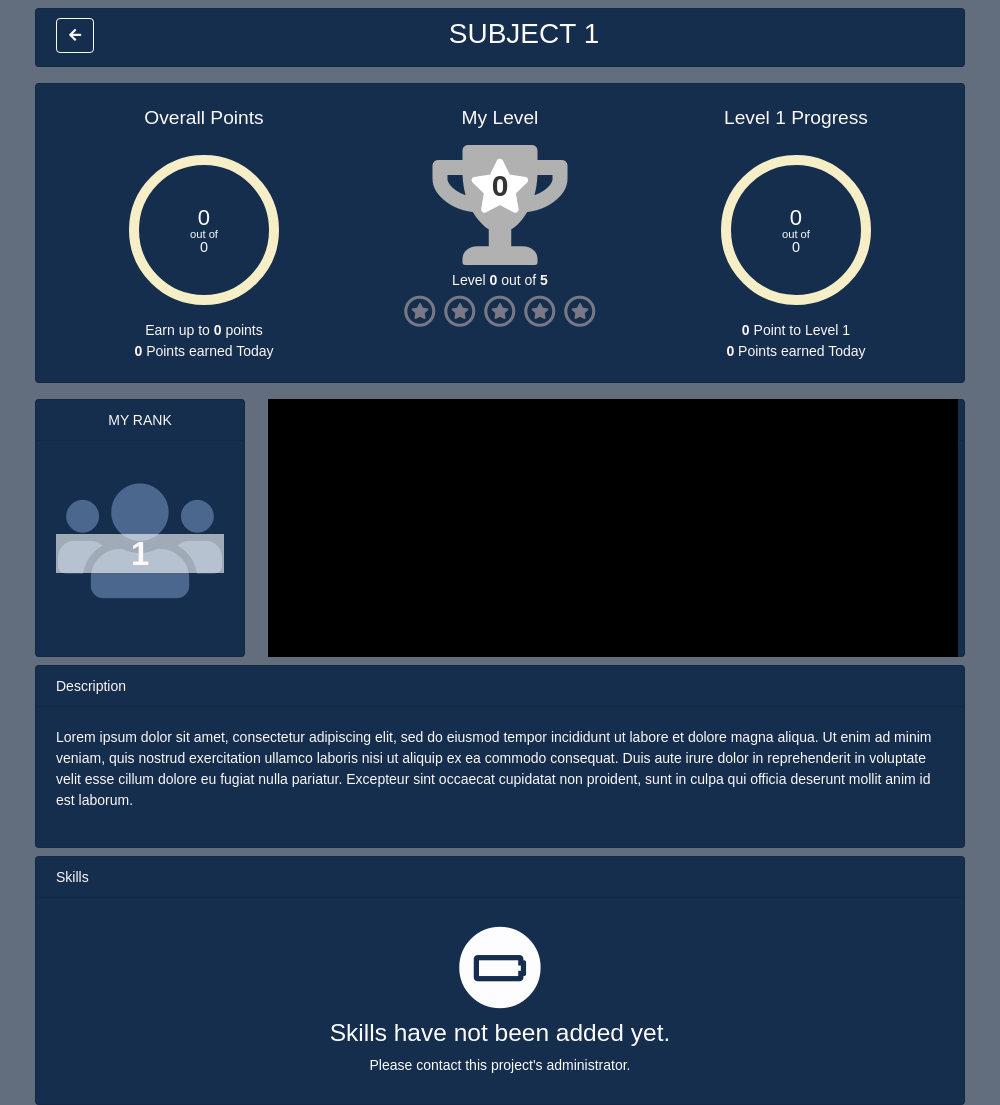 SUBJECT 1
Overall Points
0
out of
0
Earn up to 0 points
0 Points earned Today
My Level
0
Level 0 out of 5
Level 1 Progress
0
out of
0
0 Point to Level 1
0 Points earned Today
MY RANK
1
Description
Lorem ipsum dolor sit amet, consectetur adipiscing elit, sed do eiusmod tempor incididunt ut labore et dolore magna aliqua. Ut enim ad minim
veniam, quis nostrud exercitation ullamco laboris nisi ut aliquip ex ea commodo consequat. Duis aute irure dolor in reprehenderit in voluptate
velit esse cillum dolore eu fugiat nulla pariatur. Excepteur sint occaecat cupidatat non proident, sunt in culpa qui officia deserunt mollit anim id
est laborum.
Skills
Skills have not been added yet.
Please contact this project's administrator.